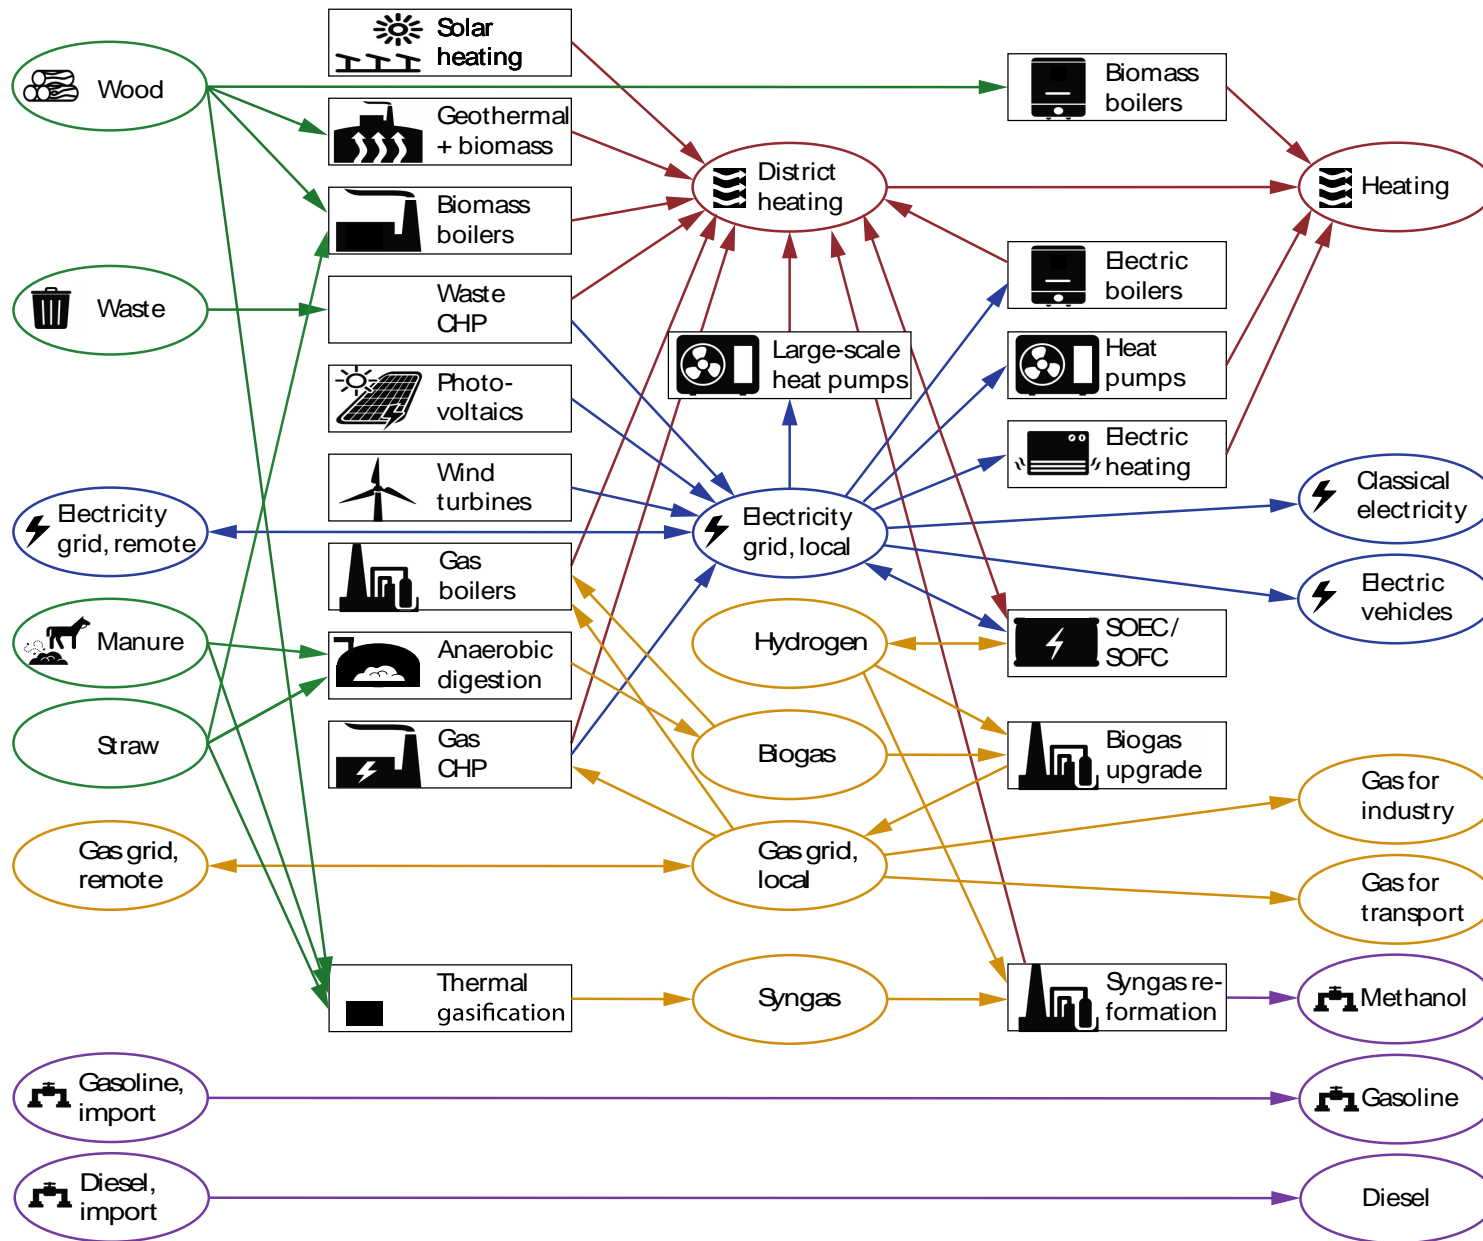 Wood
Waste
Electricity
grid, remote
Manure
Straw
Gas grid,
remote
Gasoline,
import
Diesel,
import
Solar
heating
Geothermal
+ biomass
Biomass
boilers
Waste
CHP
Photo-
voltaics
Wind
turbines
Gas
boilers
Anaerobic
digestion
Gas
CHP
Thermal
gasification
District
heating
Large-scale
heat pumps
Electricity
grid, local
Hydrogen
Biogas
Gas grid,
local
Syngas
Biomass
boilers
Electric
boilers
Heat
pumps
Electric
heating
SOEC/
SOFC
Biogas
upgrade
Syngas re-
formation
Heating
Classical
electricity
Electric
vehicles
Gas for
industry
Gas for
transport
Methanol
Gasoline
Diesel